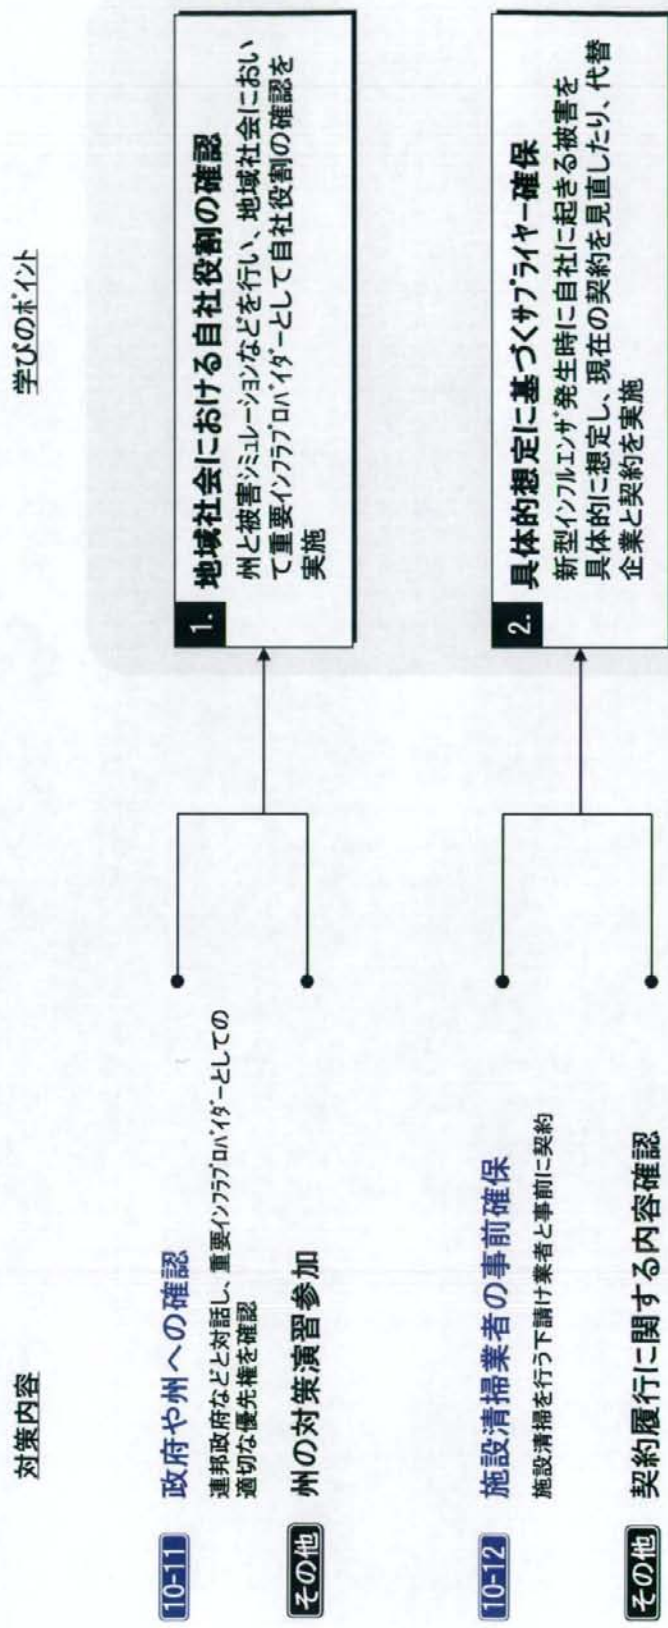 対策内容
学びのポイント
10-11 政府や州への確認
連邦政府などと対話し、重要インフラプロバイダーとしての
適切な優先権を確認
その他 州の対策演習参加
1. 地域社会における自社役割の確認
州と被害シミュレーションなどを行い、地域社会におい
て重要インフラプロバイダーとして自社役割の確認を
実施
10-12 施設清掃業者の事前確保
施設清掃を行う下請け業者と事前に契約
その他 契約履行に関する内容確認
2. 具体的想定に基づくサプライヤー確保
新型インフルエンザ発生時に自社に起きる被害を
具体的に想定し、現在の契約を見直したり、代替
企業と契約を実施